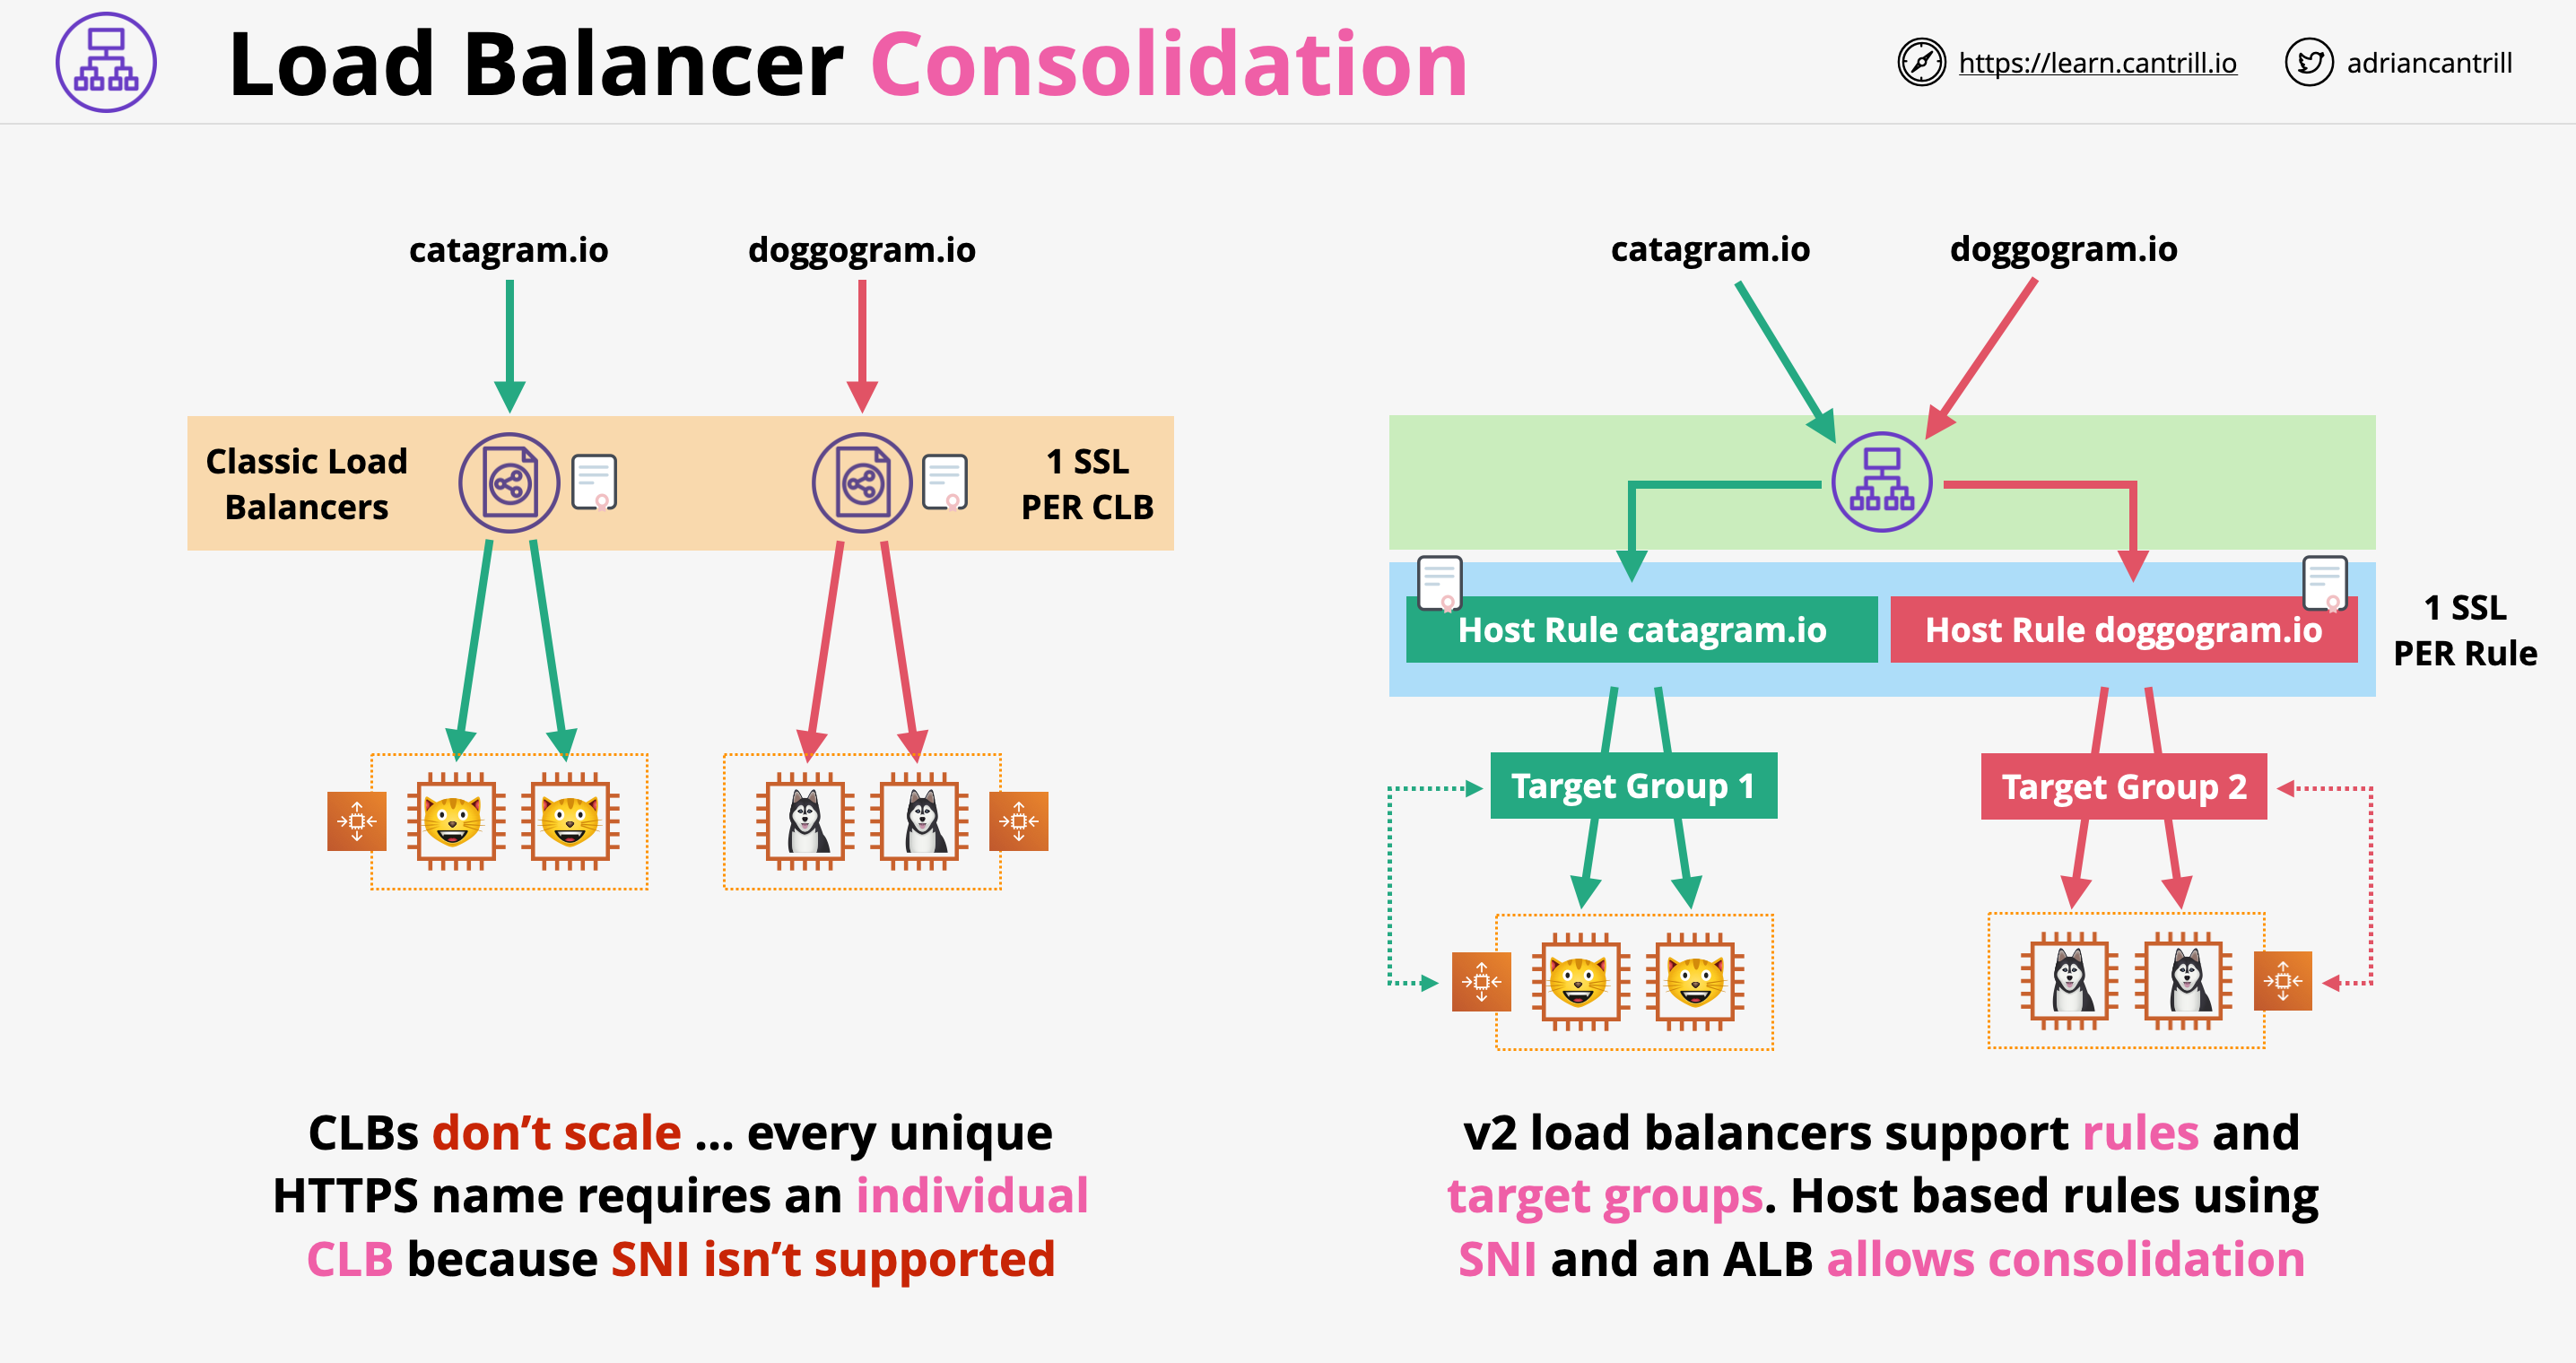 Load Balancer Consolidation
https://learn.cantrill.io
adriancantrill
catagram.io
doggogram.io
Classic Load
Balancers
1 SSL
PER CLB
CLBs don’t scale ... every unique
HTTPS name requires an individual
CLB because SNI isn’t supported
catagram.io
doggogram.io
Host Rule catagram.io
Host Rule doggogram.io
1 SSL
PER Rule
Target Group 1
Target Group 2
v2 load balancers support rules and
target groups. Host based rules using
SNI and an ALB allows consolidation